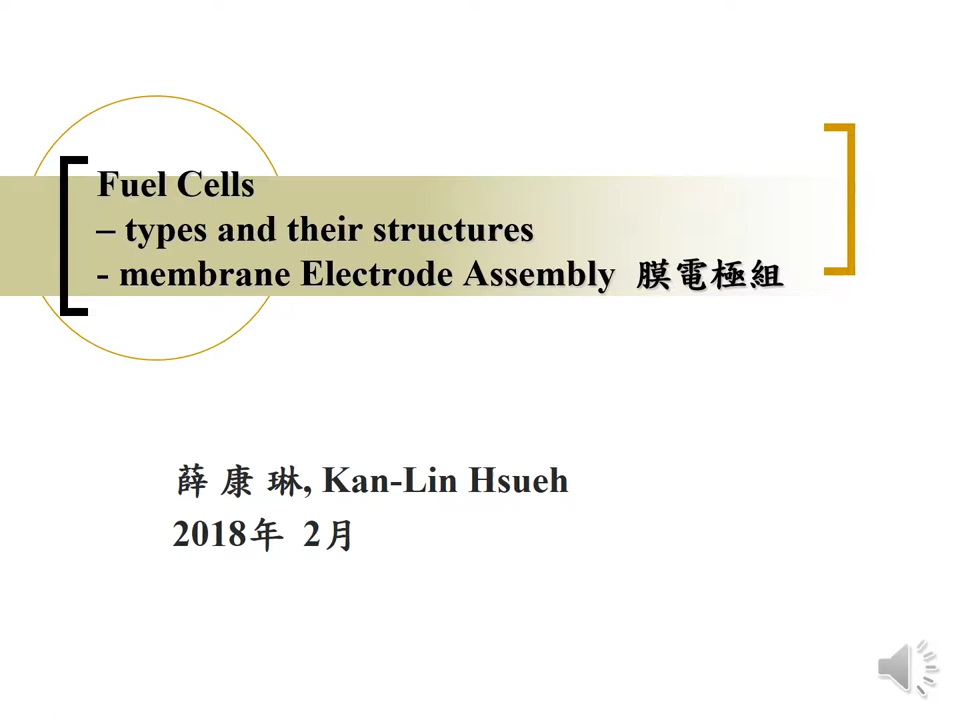 Fuel Cells
– types and their structures
- membrane Electrode Assembly 膜電極組
薛 康 琳, Kan-Lin Hsueh
2018年 2月